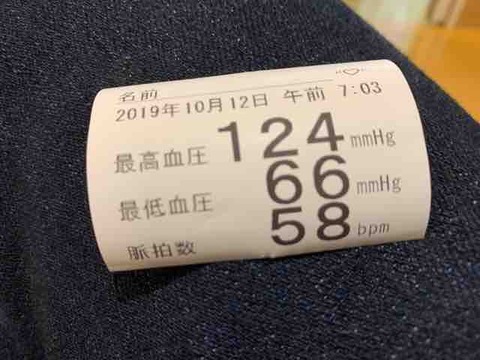 名前
2019年10月12日 午前 7:03
最高血圧 124 mmHg
最低血圧 66 mmHg
脈拍数 58 bpm